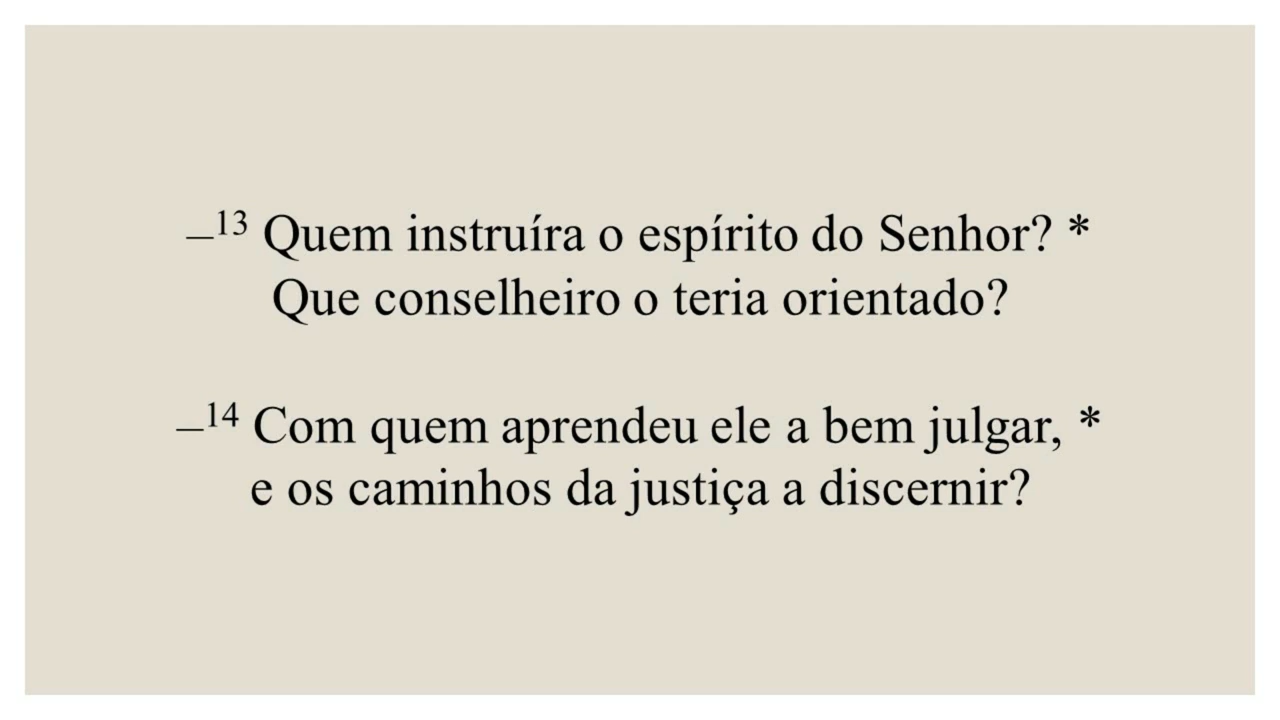 –¹³ Quem instruíra o espírito do Senhor? *
Que conselheiro o teria orientado?
–¹⁴ Com quem aprendeu ele a bem julgar, *
e os caminhos da justiça a discernir?